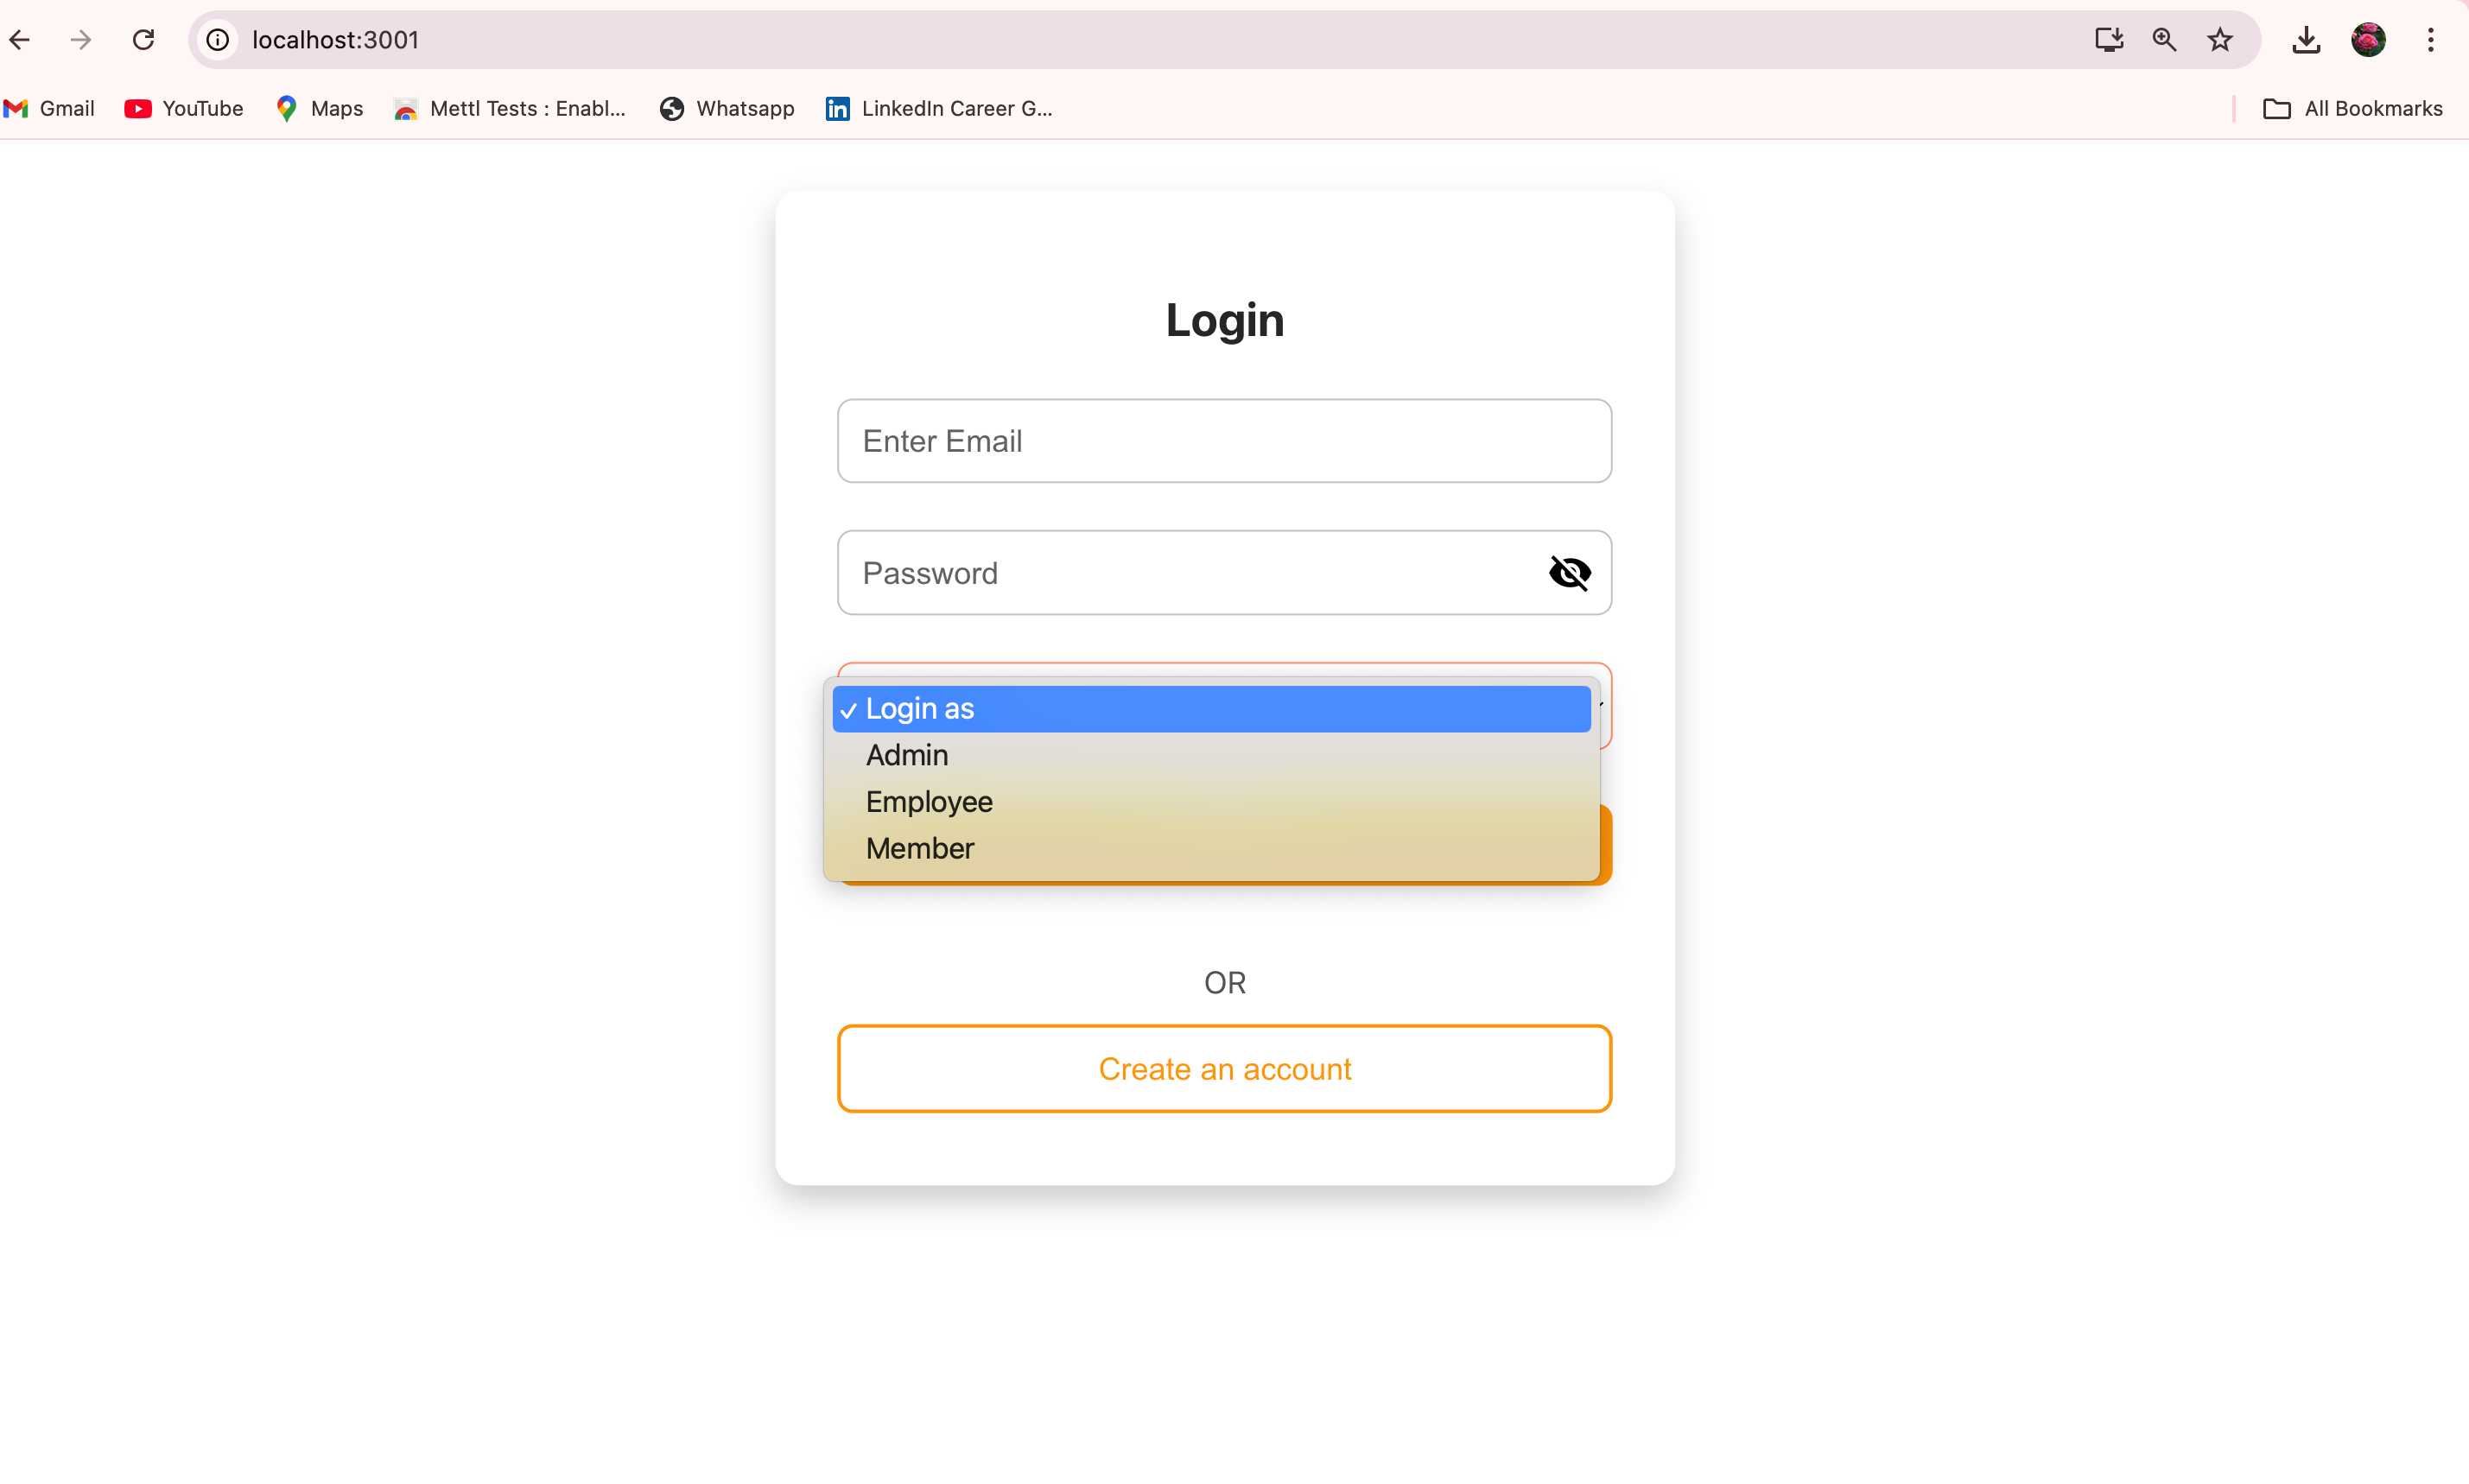 localhost:3001
Gmail YouTube Maps Mettl Tests : Enabl... Whatsapp LinkedIn Career G... All Bookmarks
Login
Enter Email
Password
Login as
Admin
Employee
Member
OR
Create an account